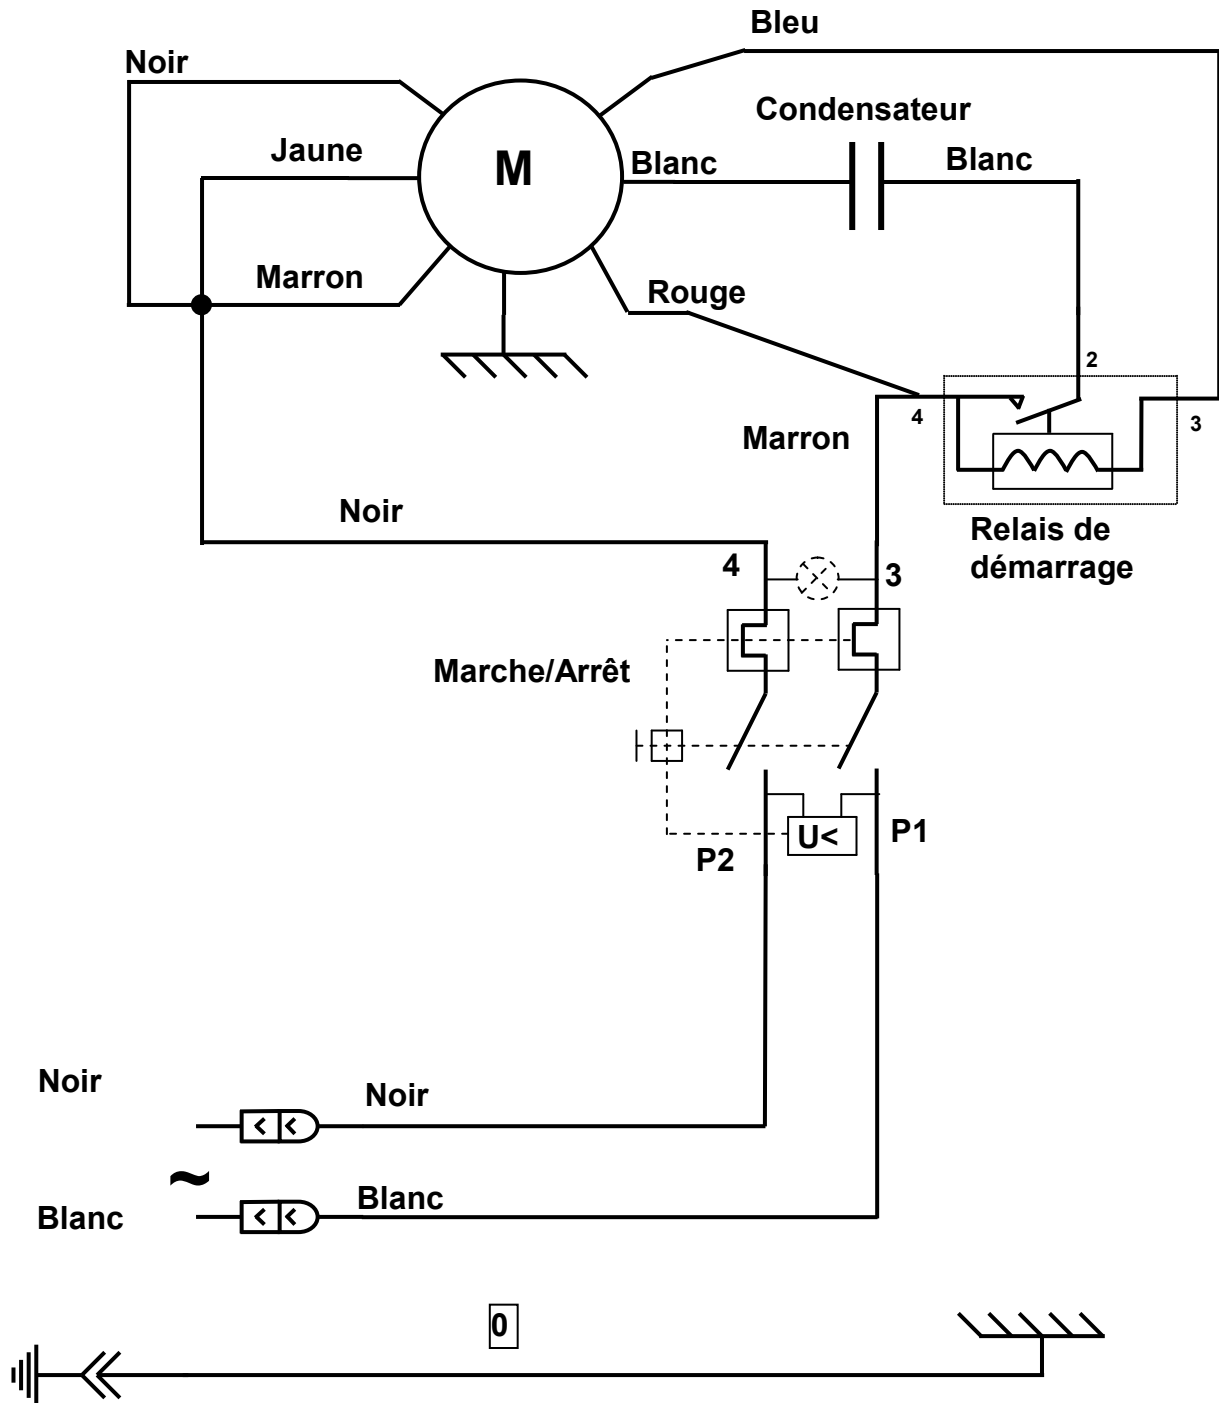 Bleu
Noir
Condensateur
Jaune
M
Blanc
Blanc
Marron
Rouge
2
4
3
Marron
Noir
Relais de
démarrage
4
3
Marche/Arrêt
U<
P1
P2
Noir
Noir
~
Blanc
Blanc
0